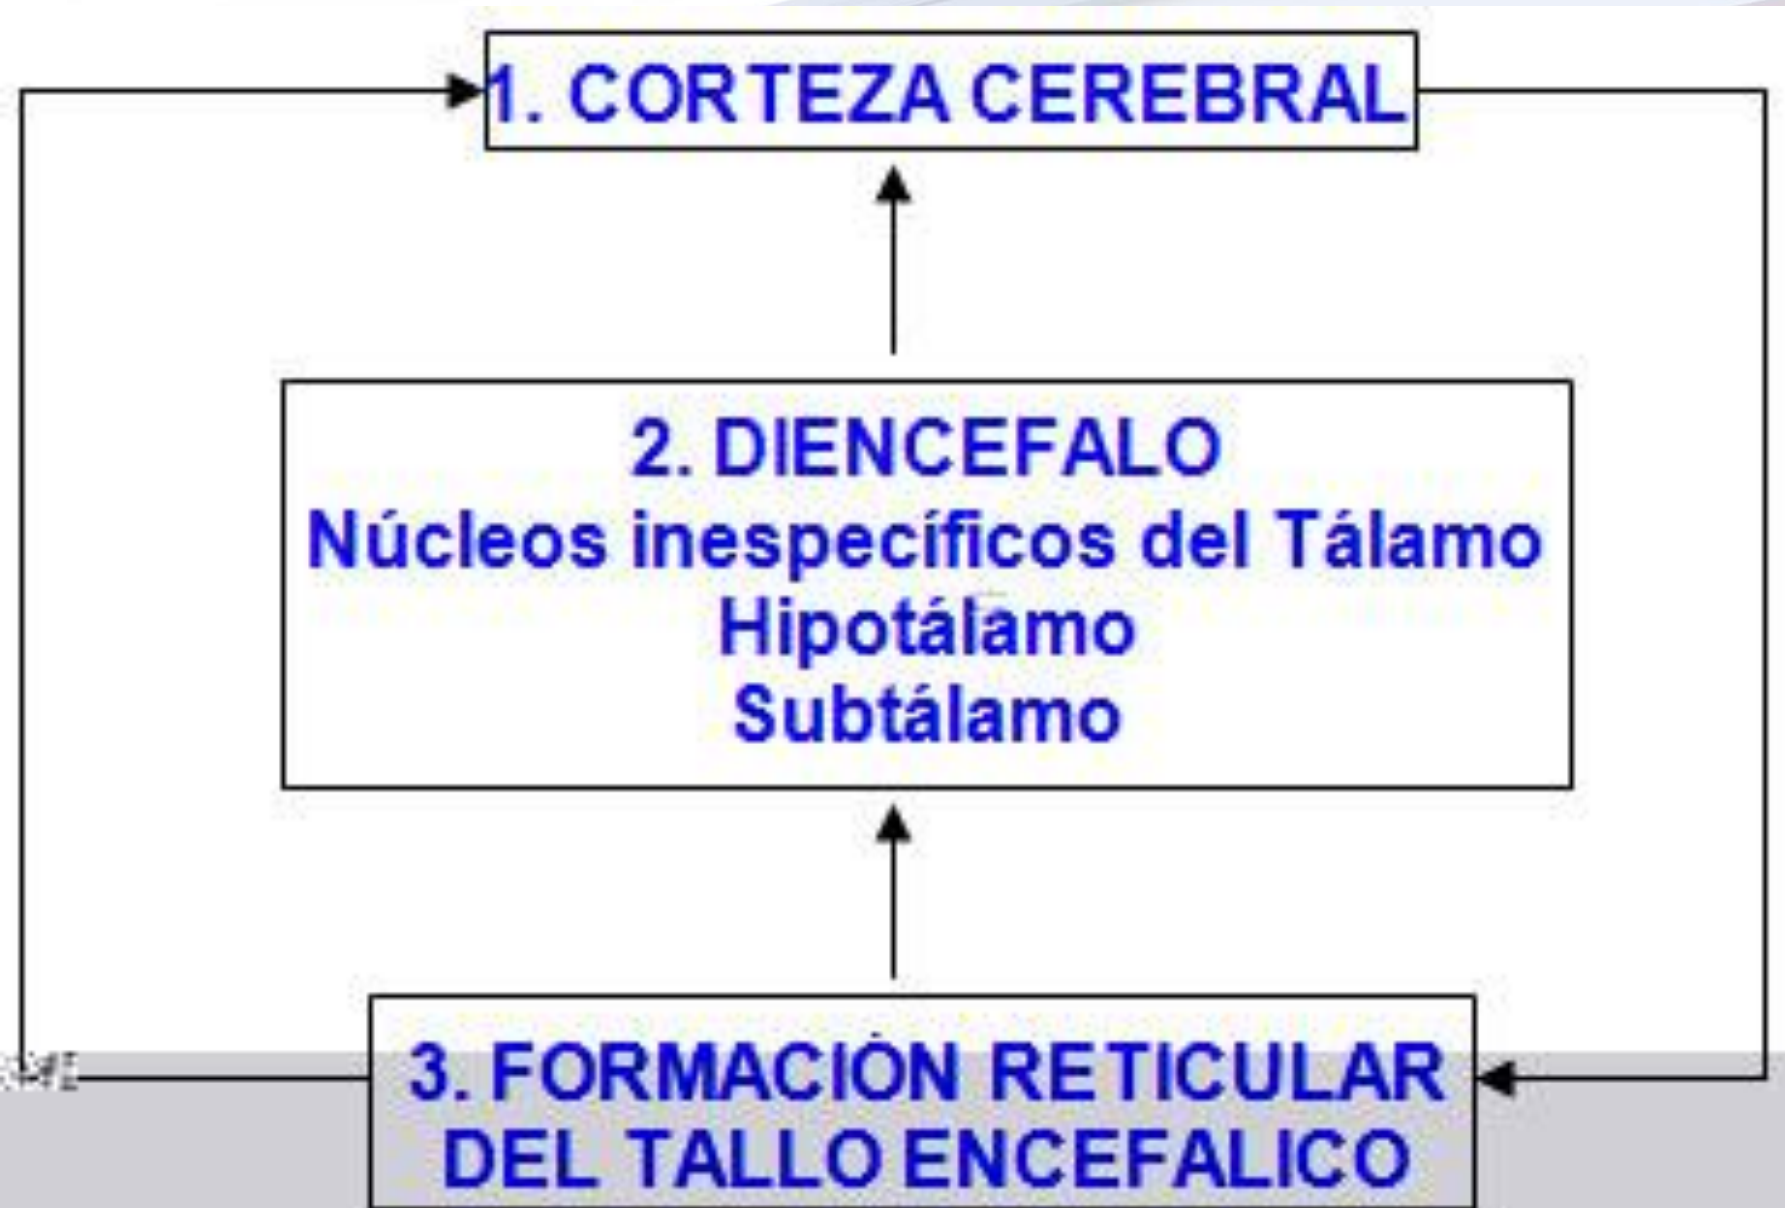 1. CORTEZA CEREBRAL
2. DIENCEFALO
Núcleos inespecíficos del Tálamo
Hipotálamo
Subtálamo
3. FORMACIÓN RETICULAR
DEL TALLO ENCEFALICO